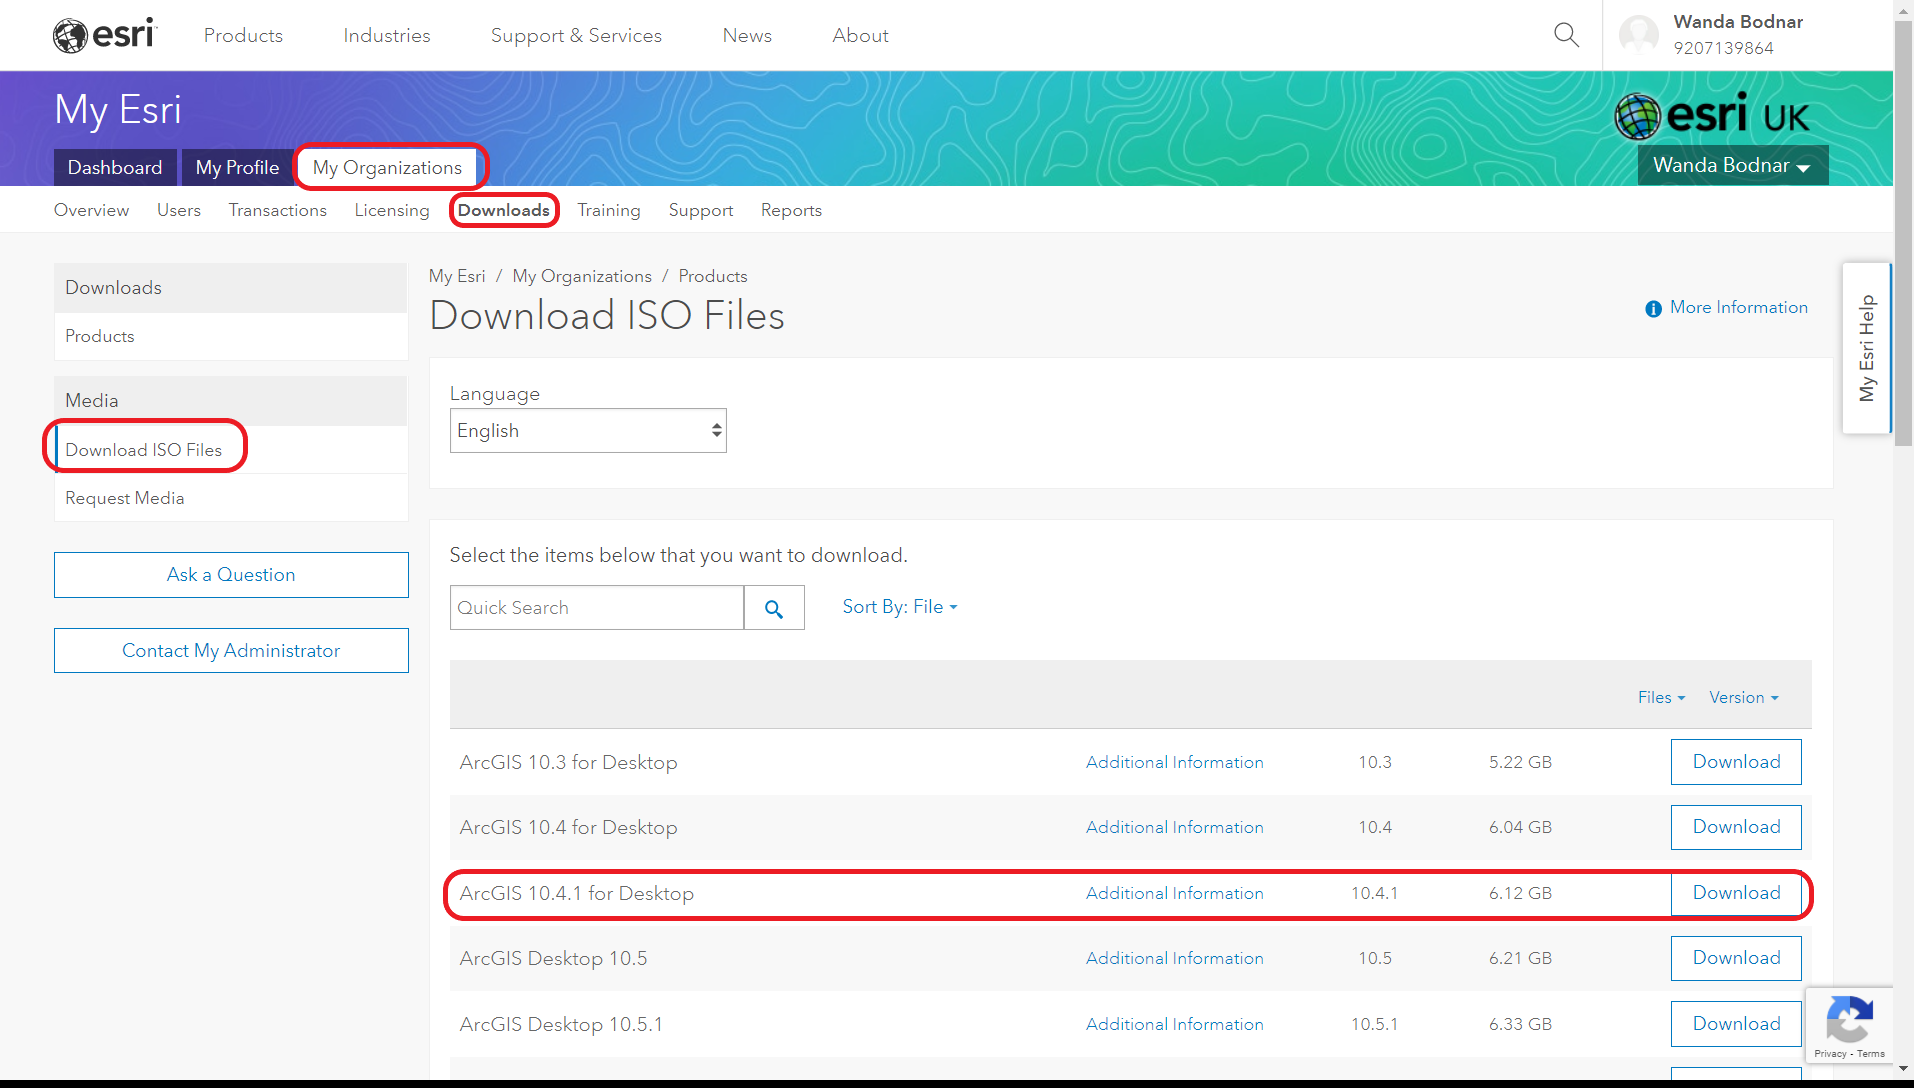 esri Products Industries Support & Services News About Wanda Bodnar
9207139864
My Esri
esri UK
Dashboard My Profile My Organizations Wanda Bodnar
Overview Users Transactions Licensing Downloads Training Support Reports
Downloads
Products
Media
Download ISO Files
Request Media
Ask a Question
Contact My Administrator
My Esri / My Organizations / Products
Download ISO Files
More Information
My Esri Help
Language
English
Select the items below that you want to download.
Quick Search Sort By: File
Files Version
ArcGIS 10.3 for Desktop Additional Information 10.3 5.22 GB Download
ArcGIS 10.4 for Desktop Additional Information 10.4 6.04 GB Download
ArcGIS 10.4.1 for Desktop Additional Information 10.4.1 6.12 GB Download
ArcGIS Desktop 10.5 Additional Information 10.5 6.21 GB Download
ArcGIS Desktop 10.5.1 Additional Information 10.5.1 6.33 GB Download
Privacy - Terms